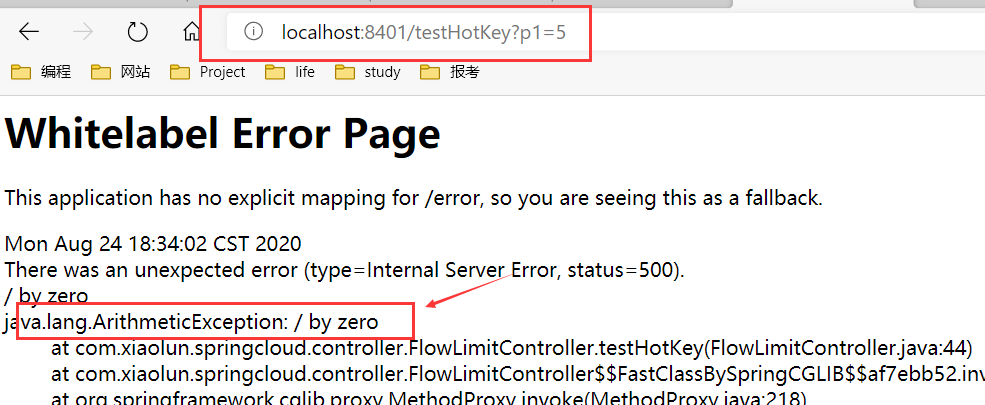 localhost:8401/testHotKey?p1=5
编程 网站 Project life study 报考
Whitelabel Error Page
This application has no explicit mapping for /error, so you are seeing this as a fallback.
Mon Aug 24 18:34:02 CST 2020
There was an unexpected error (type=Internal Server Error, status=500).
/ by zero
java.lang.ArithmeticException: / by zero
at com.xiaolun.springcloud.controller.FlowLimitController.testHotKey(FlowLimitController.java:44)
at com.xiaolun.springcloud.controller.FlowLimitController$$FastClassBySpringCGLIB$$af7ebb52.inv
at org.springframework.cglib.proxy.MethodProxy.invoke(MethodProxy.java:218)